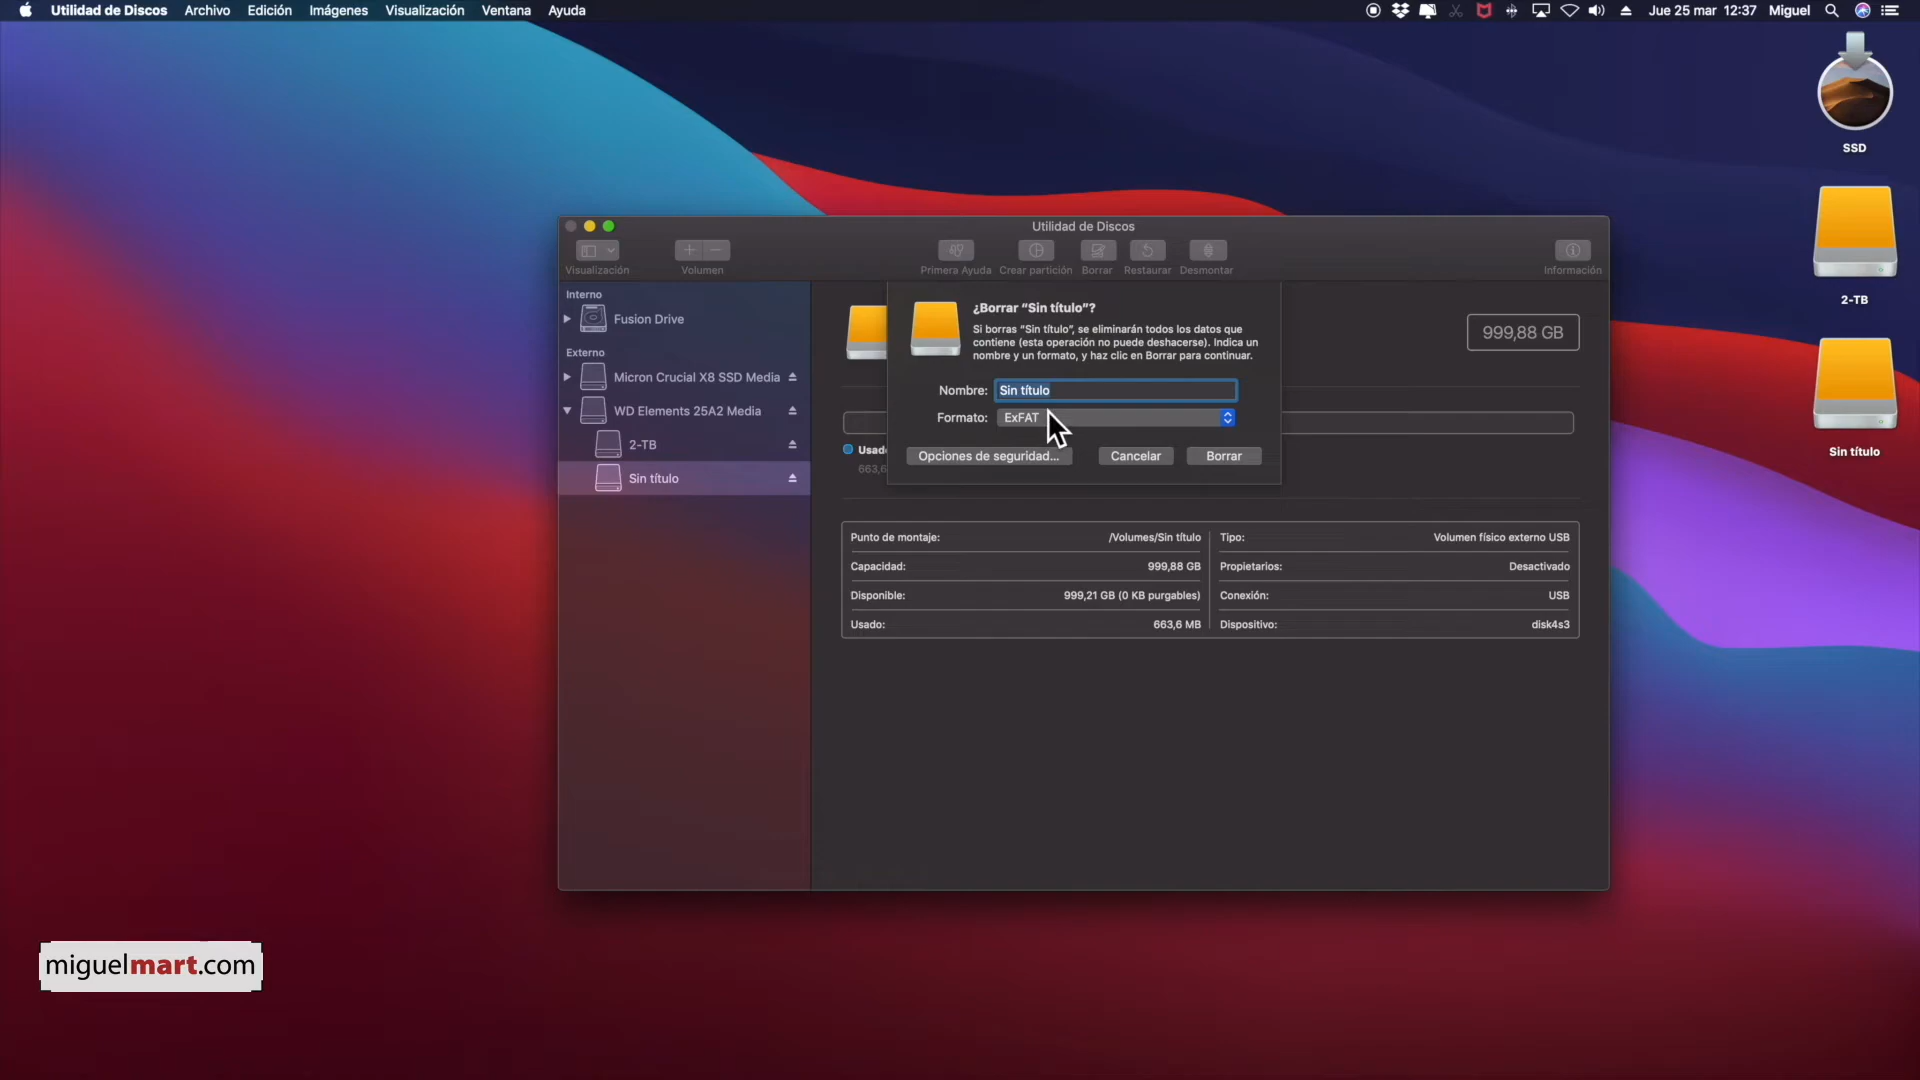 Utilidad de Discos Archivo Edición Imágenes Visualización Ventana Ayuda Jue 25 mar 12:37 Miguel
SSD
2-TB
Sin título
Utilidad de Discos
Visualización Volumen Primera Ayuda Crear partición Borrar Restaurar Desmontar Información
Interno
Fusion Drive
Externo
Micron Crucial X8 SSD Media
WD Elements 25A2 Media
2-TB
Sin título
¿Borrar “Sin título”?
Si borras “Sin título”, se eliminarán todos los datos que
contiene (esta operación no puede deshacerse). Indica un
nombre y un formato, y haz clic en Borrar para continuar.
Nombre: Sin título
Formato: ExFAT
Opciones de seguridad... Cancelar Borrar
999,88 GB
Usado
663,6
Punto de montaje: /Volumes/Sin título
Capacidad: 999,88 GB
Disponible: 999,21 GB (0 KB purgables)
Usado: 663,6 MB
Tipo: Volumen físico externo USB
Propietarios: Desactivado
Conexión: USB
Dispositivo: disk4s3
miguelmart.com